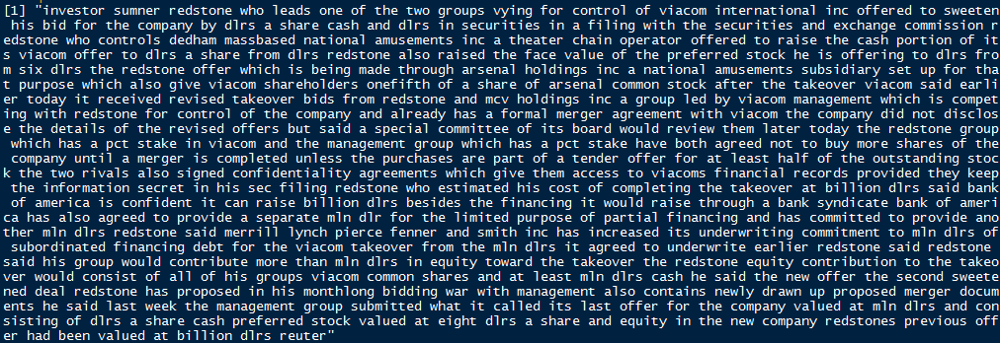 [1] "investor sumner redstone who leads one of the two groups vying for control of viacom international inc offered to sweeten
 his bid for the company by dlrs a share cash and dlrs in securities in a filing with the securities and exchange commission r
edstone who controls dedham massbased national amusements inc a theater chain operator offered to raise the cash portion of it
s viacom offer to dlrs a share from dlrs redstone also raised the face value of the preferred stock he is offering to dlrs fro
m six dlrs the redstone offer which is being made through arsenal holdings inc a national amusements subsidiary set up for tha
t purpose which also give viacom shareholders onefifth of a share of arsenal common stock after the takeover viacom said earli
er today it received revised takeover bids from redstone and mcv holdings inc a group led by viacom management which is compet
ing with redstone for control of the company and already has a formal merger agreement with viacom the company did not disclos
e the details of the revised offers but said a special committee of its board would review them later today the redstone group
 which has a pct stake in viacom and the management group which has a pct stake have both agreed not to buy more shares of the
 company until a merger is completed unless the purchases are part of a tender offer for at least half of the outstanding stoc
k the two rivals also signed confidentiality agreements which give them access to viacoms financial records provided they keep
 the information secret in his sec filing redstone who estimated his cost of completing the takeover at billion dlrs said bank
 of america is confident it can raise billion dlrs besides the financing it would raise through a bank syndicate bank of ameri
ca has also agreed to provide a separate mln dlr for the limited purpose of partial financing and has committed to provide ano
ther mln dlrs redstone said merrill lynch pierce fenner and smith inc has increased its underwriting commitment to mln dlrs of
 subordinated financing debt for the viacom takeover from the mln dlrs it agreed to underwrite earlier redstone said redstone
said his group would contribute more than mln dlrs in equity toward the takeover the redstone equity contribution to the takeo
ver would consist of all of his groups viacom common shares and at least mln dlrs cash he said the new offer the second sweete
ned deal redstone has proposed in his monthlong bidding war with management also contains newly drawn up proposed merger docum
ents he said last week the management group submitted what it called its last offer for the company valued at mln dlrs and con
sisting of dlrs a share cash preferred stock valued at eight dlrs a share and equity in the new company redstones previous off
er had been valued at billion dlrs reuter"